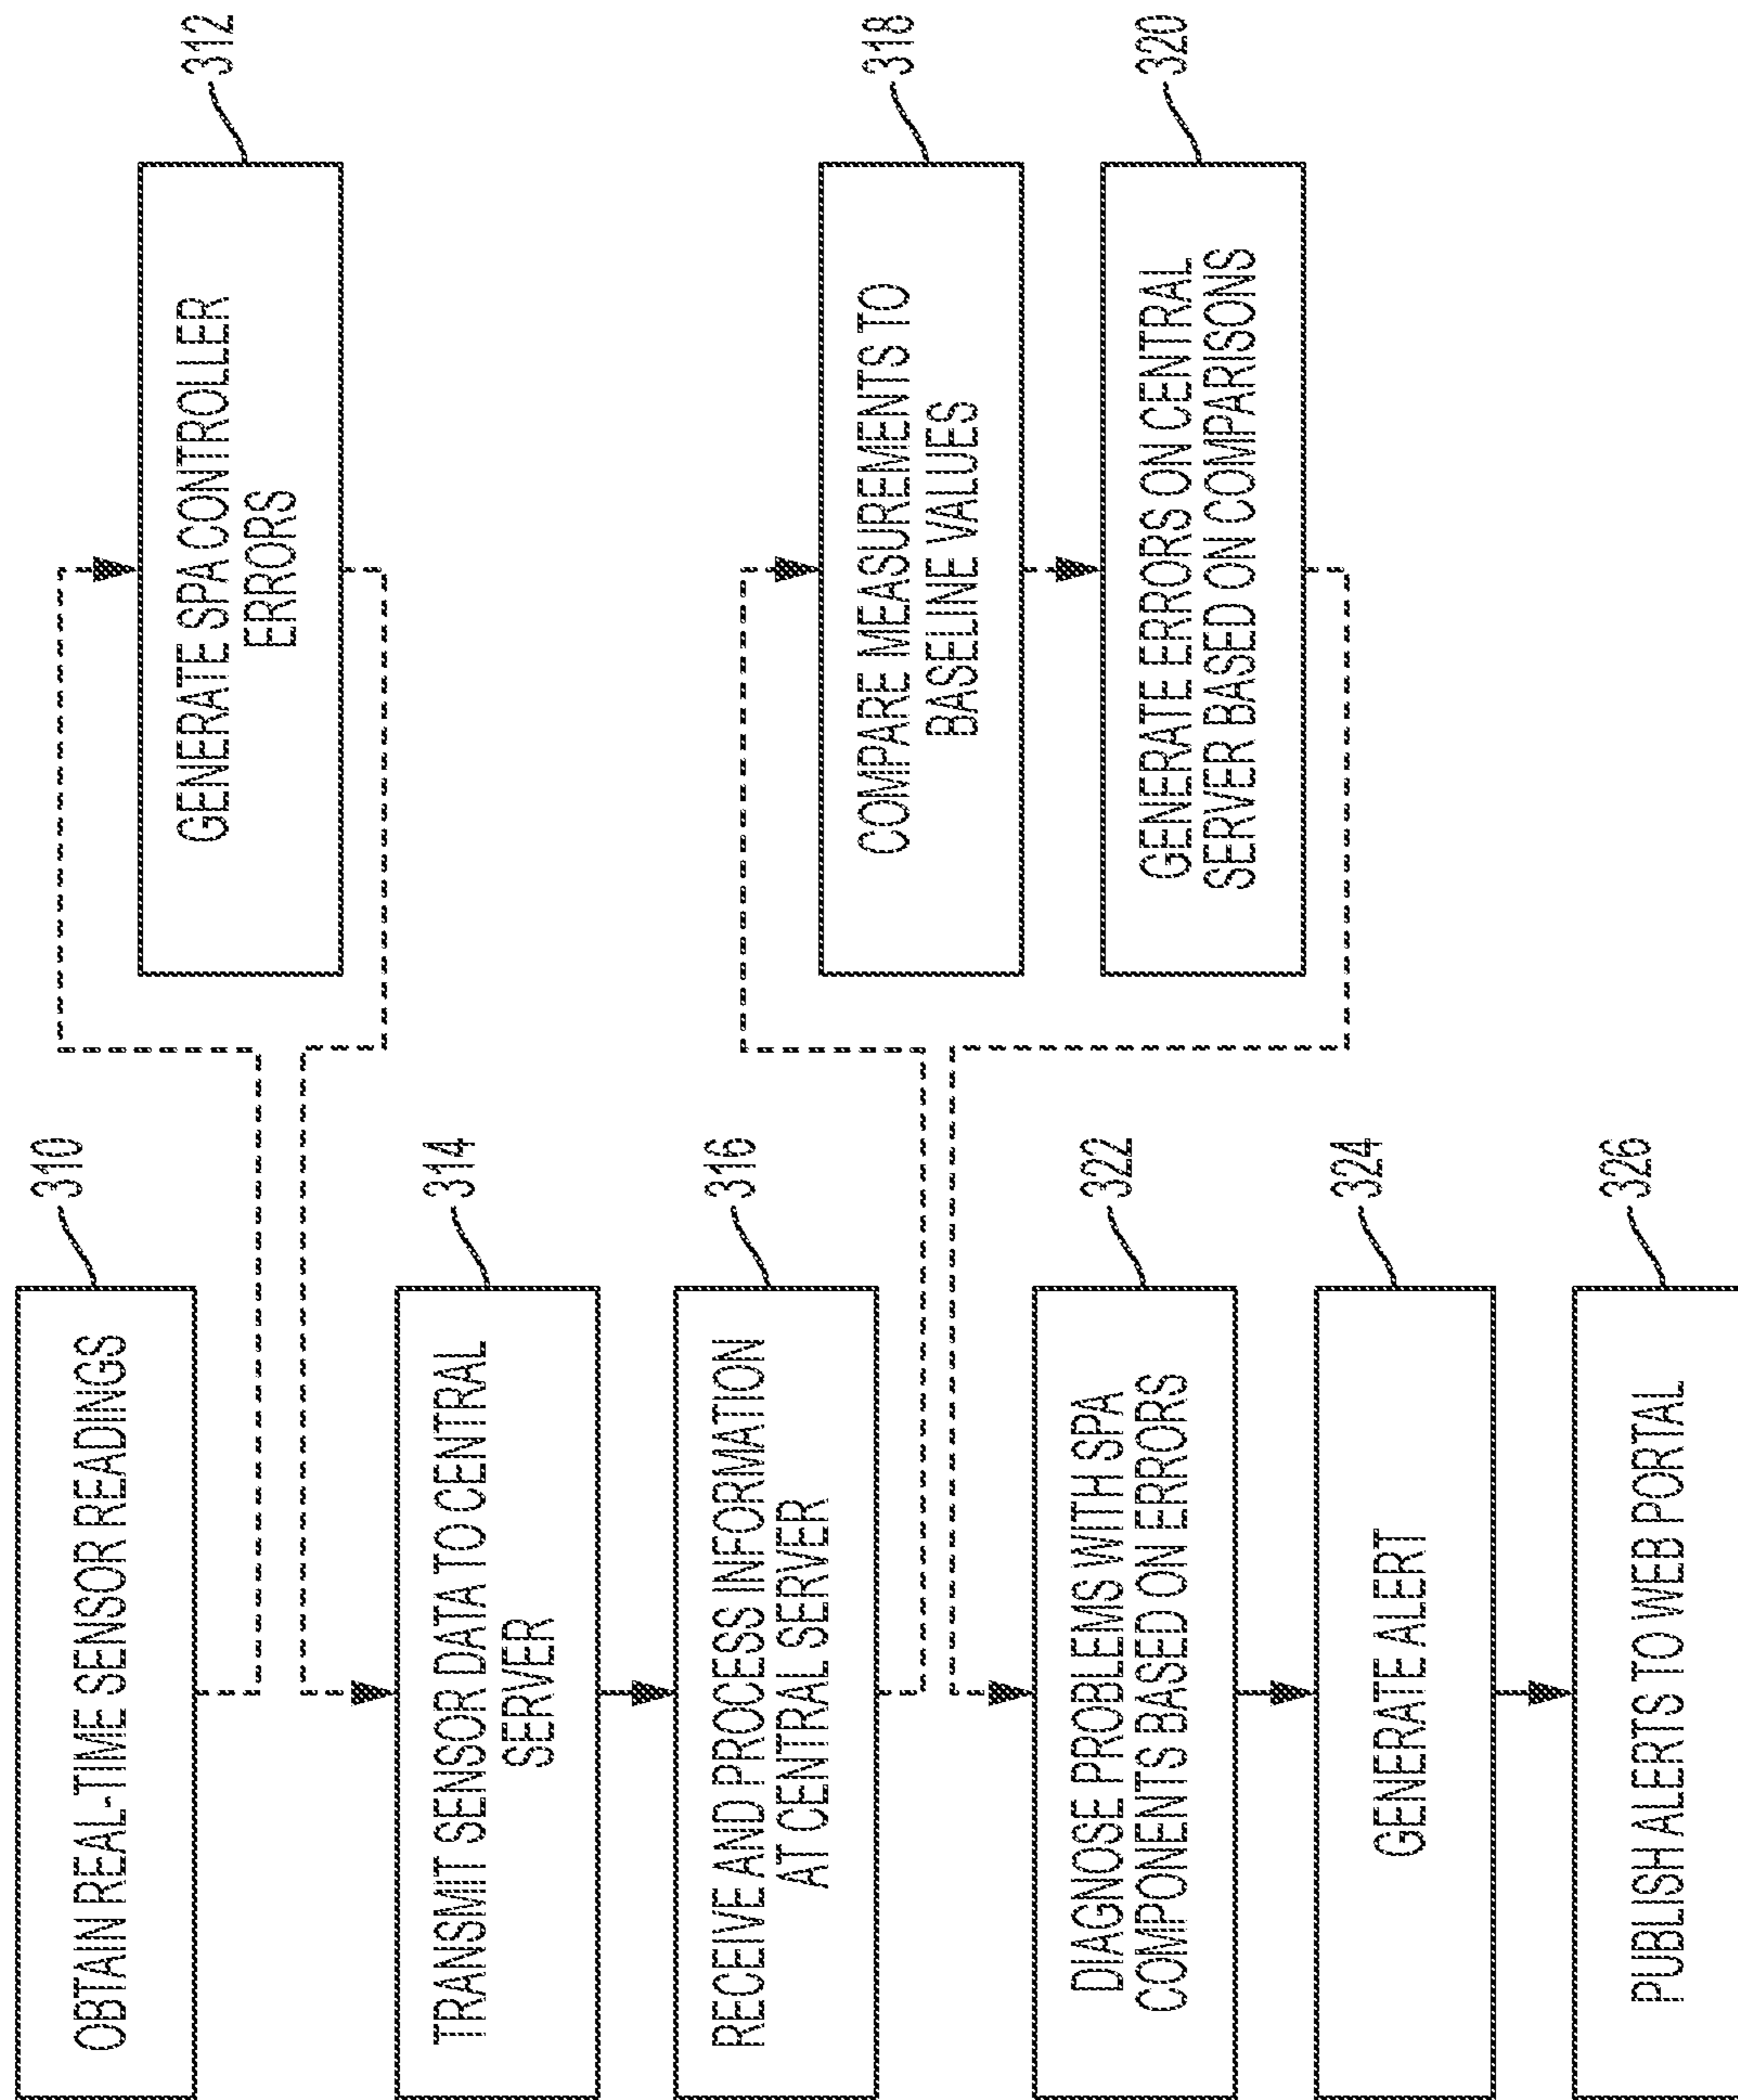 OBTAIN REAL-TIME SENSOR READINGS
310
GENERATE SPA CONTROLLER
ERRORS
312
TRANSMIT SENSOR DATA TO CENTRAL
SERVER
314
RECEIVE AND PROCESS INFORMATION
AT CENTRAL SERVER
316
COMPARE MEASUREMENTS TO
BASELINE VALUES
318
GENERATE ERRORS ON CENTRAL
SERVER BASED ON COMPARISONS
320
DIAGNOSE PROBLEMS WITH SPA
COMPONENTS BASED ON ERRORS
322
GENERATE ALERT
324
PUBLISH ALERTS TO WEB PORTAL
326